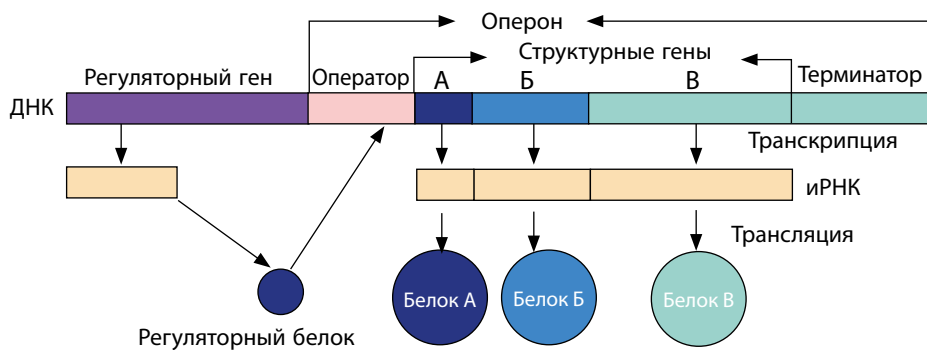 Оперон
Структурные гены
Регуляторный ген
Оператор
А
Б
В
Терминатор
ДНК
Транскрипция
иРНК
Трансляция
Белок А
Белок Б
Белок В
Регуляторный белок